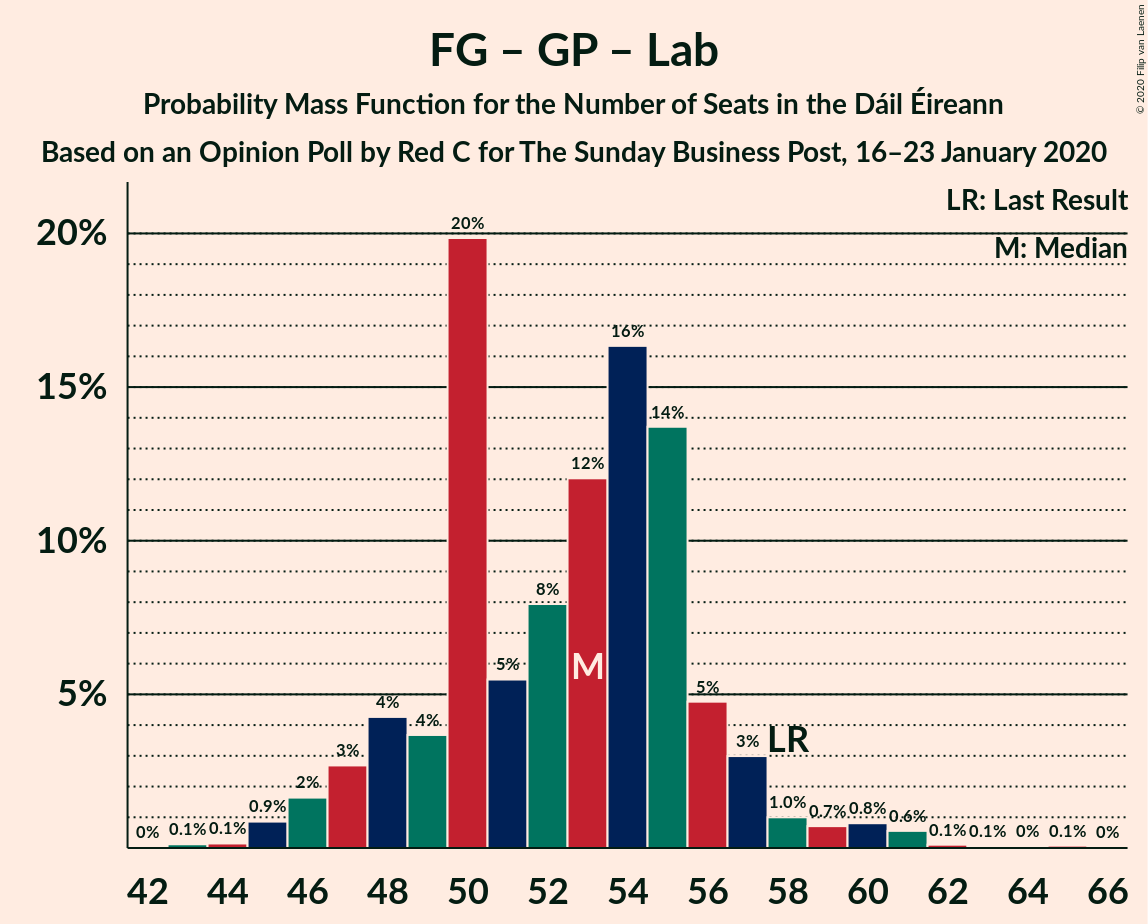 FG – GP – Lab
Probability Mass Function for the Number of Seats in the Dáil Éireann
Based on an Opinion Poll by Red C for The Sunday Business Post, 16–23 January 2020
© 2020 Filip van Laenen
LR: Last Result
M: Median
20%
15%
10%
5%
0% 0.1% 0.1% 0.9% 2% 3% 4% 4% 20% 5% 8% 12% 16% 14% 5% 3% 1.0% 0.7% 0.8% 0.6% 0.1% 0.1% 0% 0.1% 0%
M
LR
42 44 46 48 50 52 54 56 58 60 62 64 66